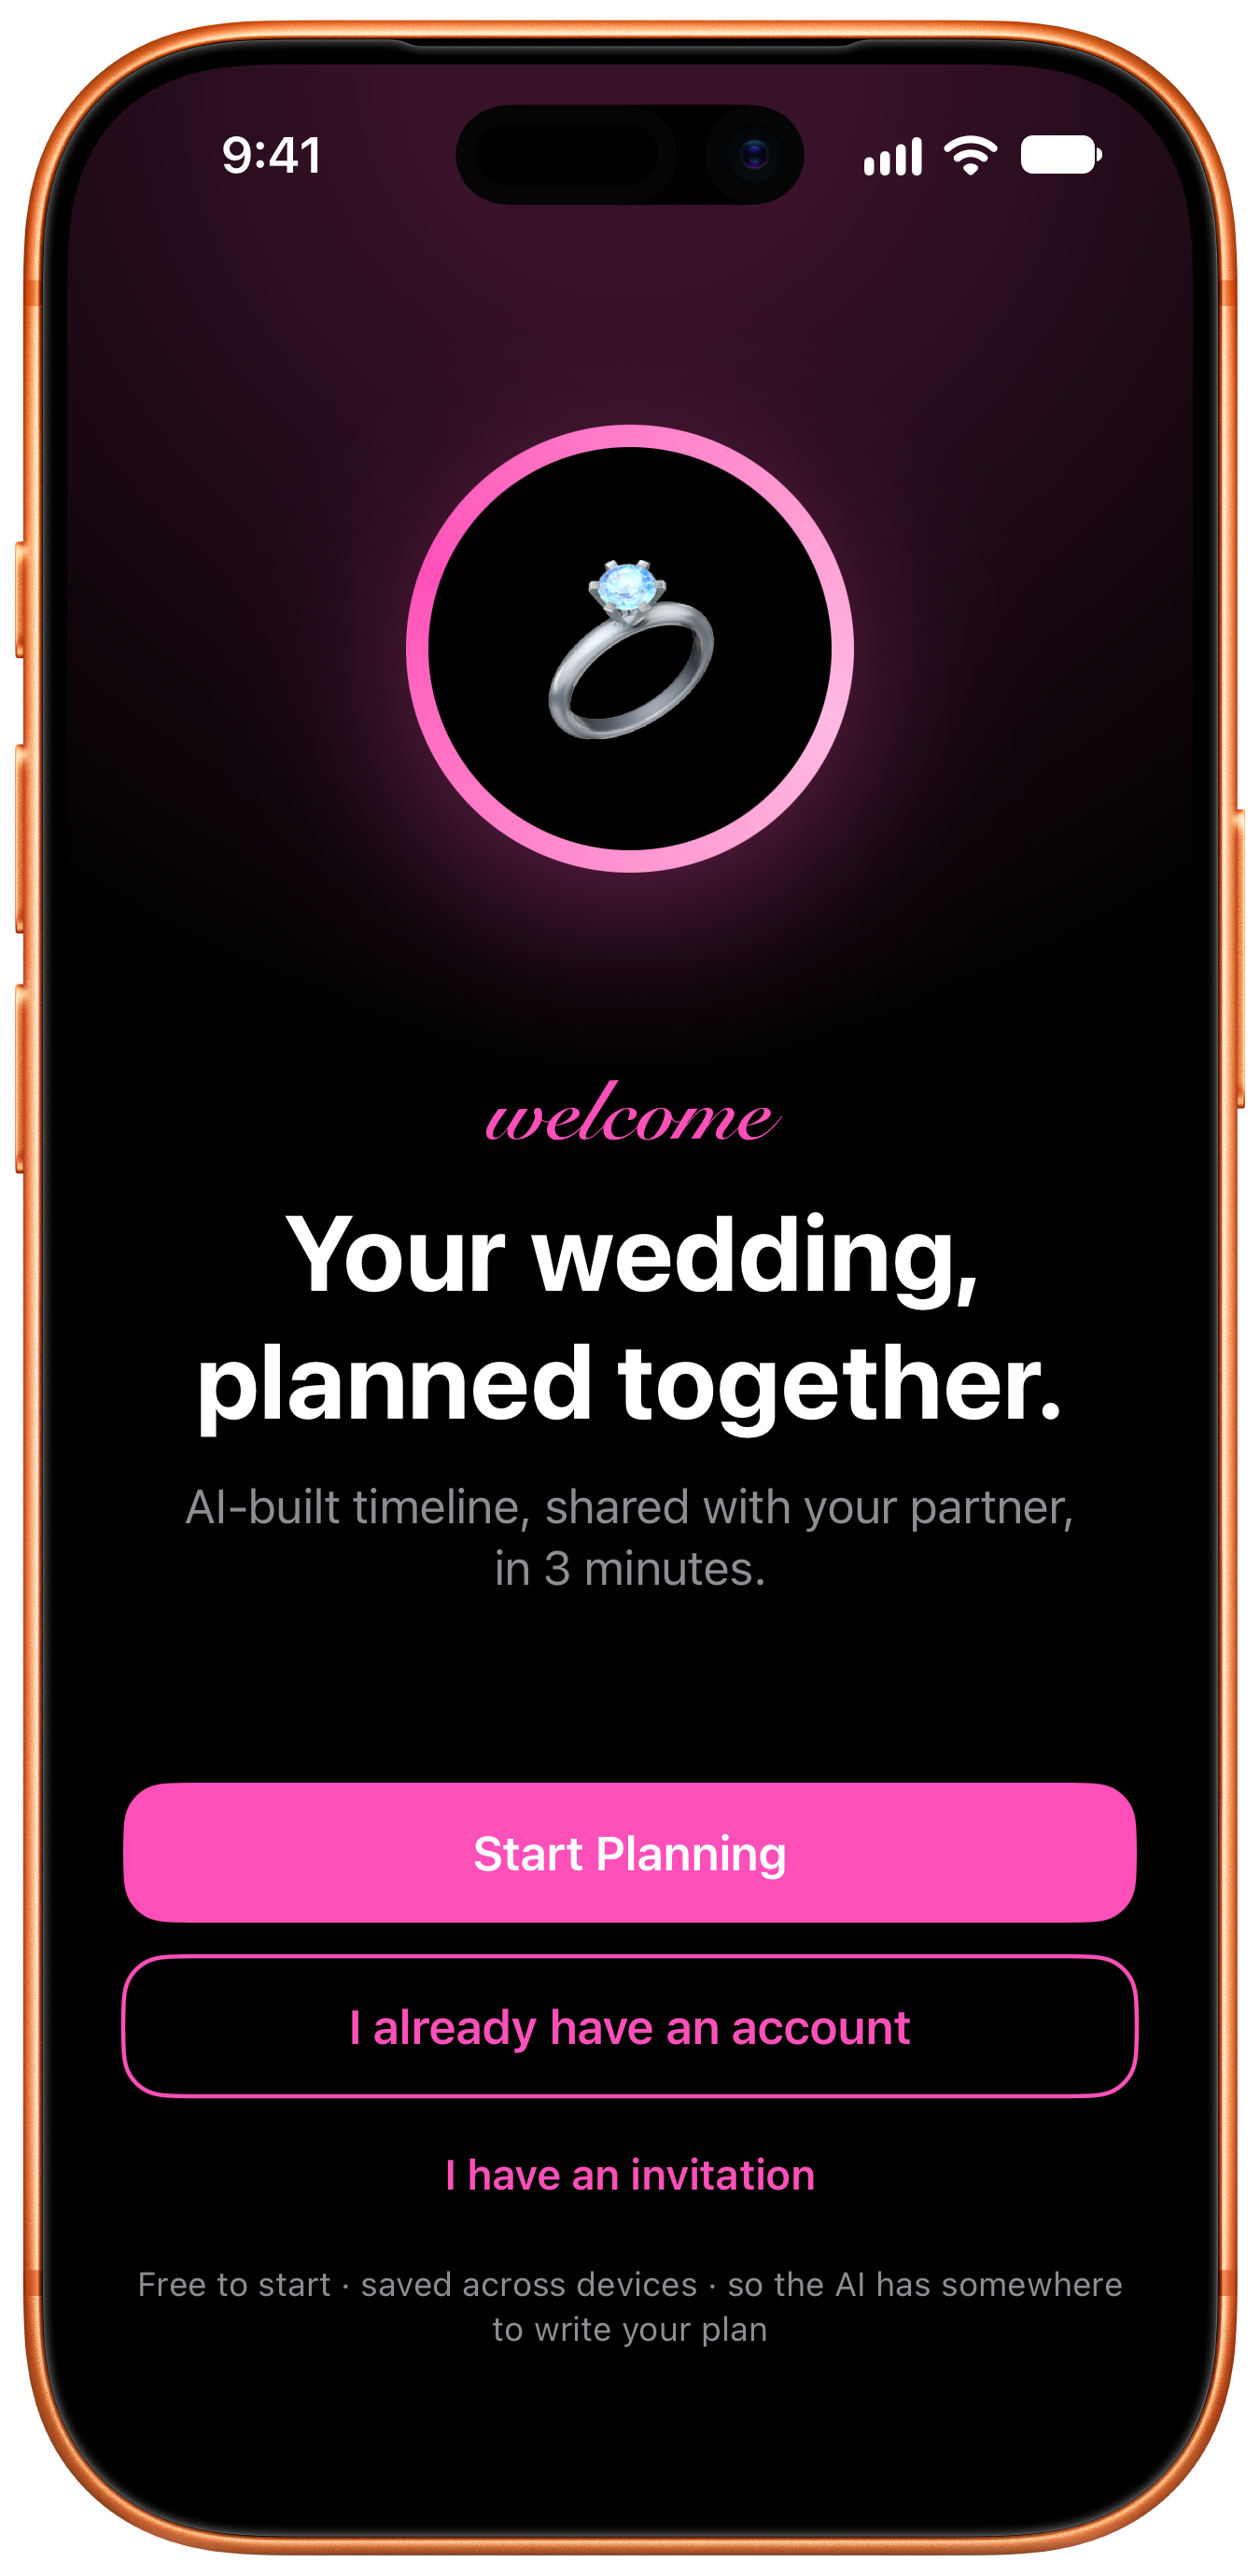 9:41
welcome
Your wedding,
planned together.
AI-built timeline, shared with your partner,
in 3 minutes.
Start Planning
I already have an account
I have an invitation
Free to start · saved across devices · so the AI has somewhere
to write your plan